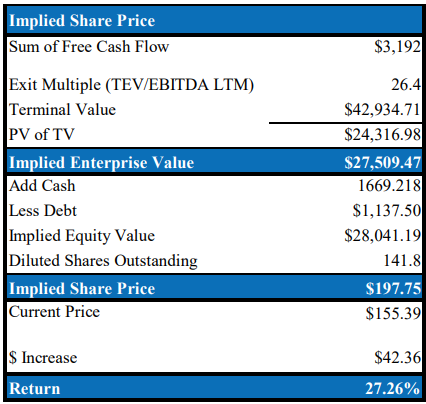 Implied Share Price
Sum of Free Cash Flow $3,192
Exit Multiple (TEV/EBITDA LTM) 26.4
Terminal Value $42,934.71
PV of TV $24,316.98
Implied Enterprise Value $27,509.47
Add Cash 1669.218
Less Debt $1,137.50
Implied Equity Value $28,041.19
Diluted Shares Outstanding 141.8
Implied Share Price $197.75
Current Price $155.39
$ Increase $42.36
Return 27.26%